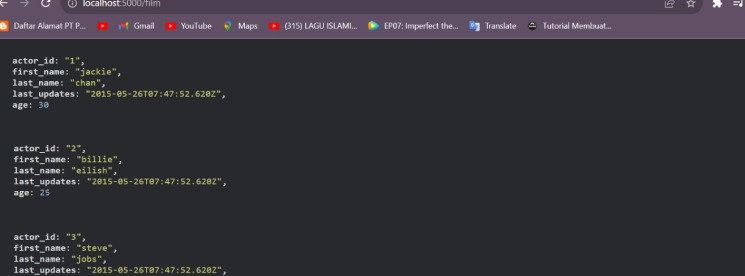 localhost:5000/film
Daftar Alamat PT P... Gmail YouTube Maps (315) LAGU ISLAMI... EP07: Imperfect the... Translate Tutorial Membuat...
actor_id: "1",
first_name: "jackie",
last_name: "chan",
last_updates: "2015-05-26T07:47:52.620Z",
age: 30
actor_id: "2",
first_name: "billie",
last_name: "eilish",
last_updates: "2015-05-26T07:47:52.620Z",
age: 25
actor_id: "3",
first_name: "steve",
last_name: "jobs",
last_updates: "2015-05-26T07:47:52.620Z",